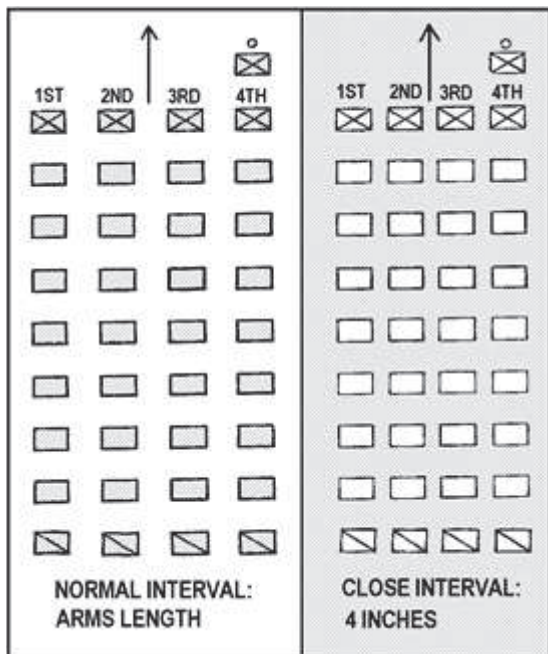 1ST 2ND 3RD 4TH
NORMAL INTERVAL:
ARMS LENGTH
1ST 2ND 3RD 4TH
CLOSE INTERVAL:
4 INCHES